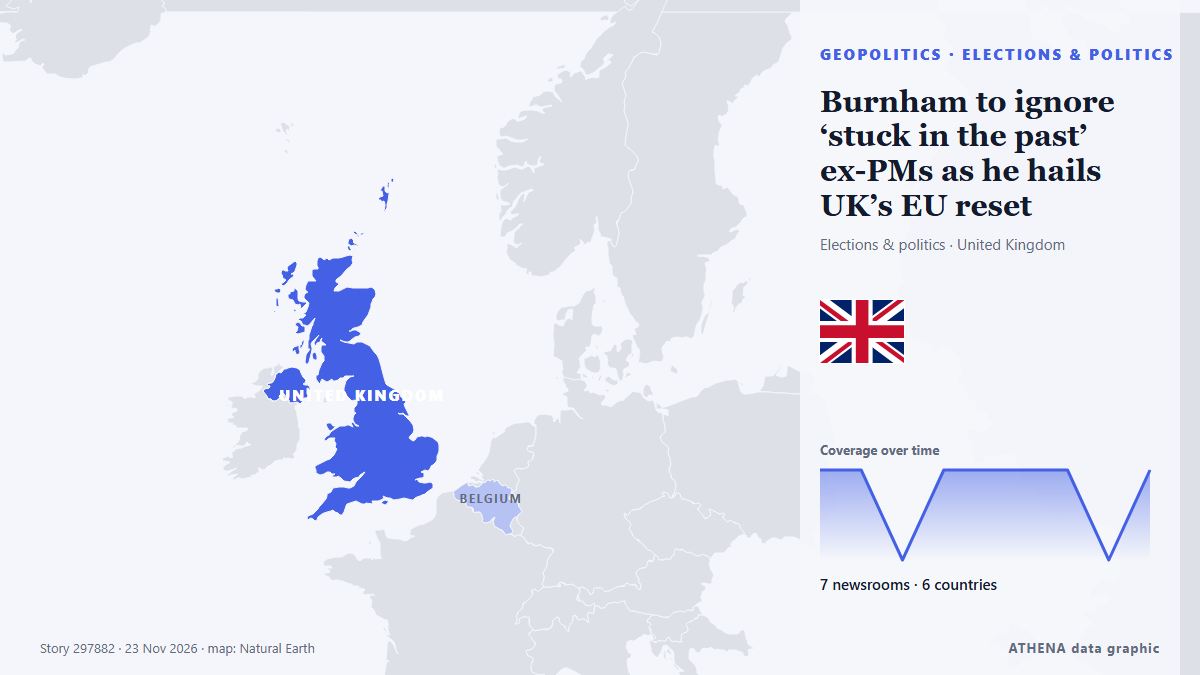 GEOPOLITICS · ELECTIONS & POLITICS
Burnham to ignore
‘stuck in the past’
ex-PMs as he hails
UK’s EU reset
Elections & politics · United Kingdom
UNITED KINGDOM
BELGIUM
Coverage over time
7 newsrooms · 6 countries
Story 297882 · 23 Nov 2026 · map: Natural Earth
ATHENA data graphic